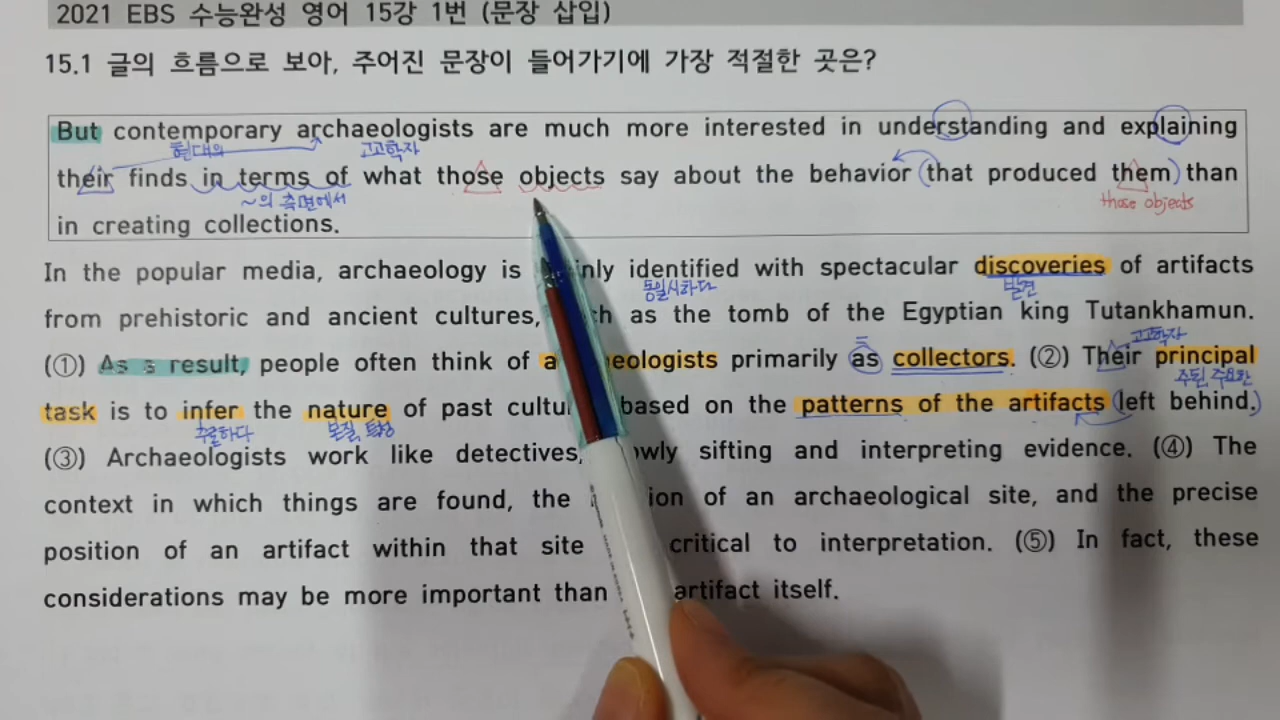 2021 EBS 수능완성 영어 15강 1번 (문장 삽입)
15.1 글의 흐름으로 보아, 주어진 문장이 들어가기에 가장 적절한 곳은?
But contemporary archaeologists are much more interested in understanding and explaining
현대의 고고학자
their finds in terms of what those objects say about the behavior (that produced them) than
~의 측면에서 those objects
in creating collections.
In the popular media, archaeology is identified with spectacular discoveries of artifacts
동일시하다 발견
from prehistoric and ancient cultures, as the tomb of the Egyptian king Tutankhamun.
고고학자
(①) As a result, people often think of primarily as collectors. (②) Their principal
주된, 주요한
task is to infer the nature of past based on the patterns of the artifacts (left behind.)
추론하다 본질, 특성
(③) Archaeologists work like detectives, sifting and interpreting evidence. (④) The
context in which things are found, the of an archaeological site, and the precise
position of an artifact within that site critical to interpretation. (⑤) In fact, these
considerations may be more important than artifact itself.